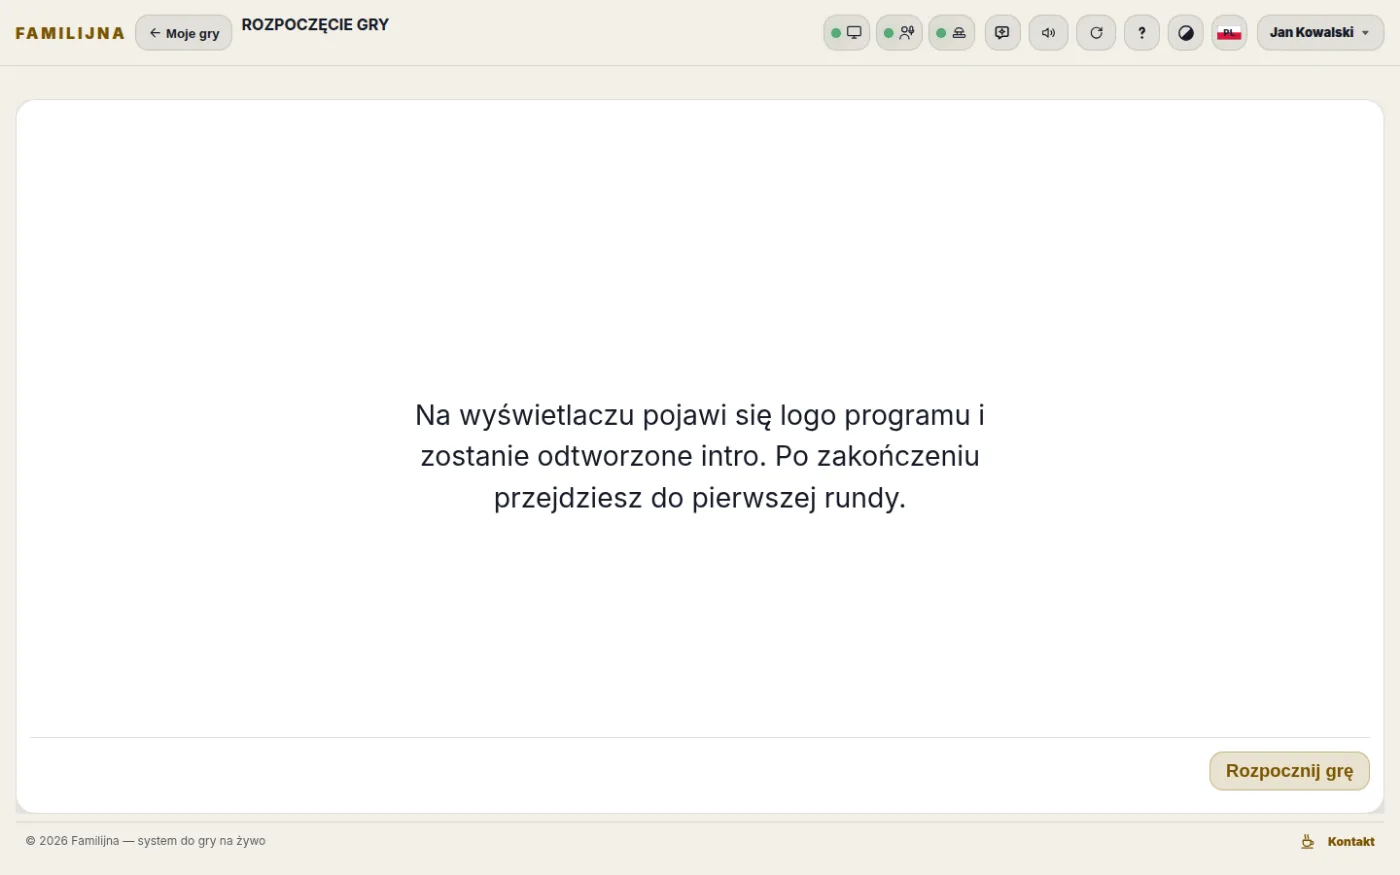 FAMILIJNA
← Moje gry
ROZPOCZĘCIE GRY
?
PL
Jan Kowalski
Na wyświetlaczu pojawi się logo programu i
zostanie odtworzone intro. Po zakończeniu
przejdziesz do pierwszej rundy.
Rozpocznij grę
© 2026 Familijna — system do gry na żywo
Kontakt